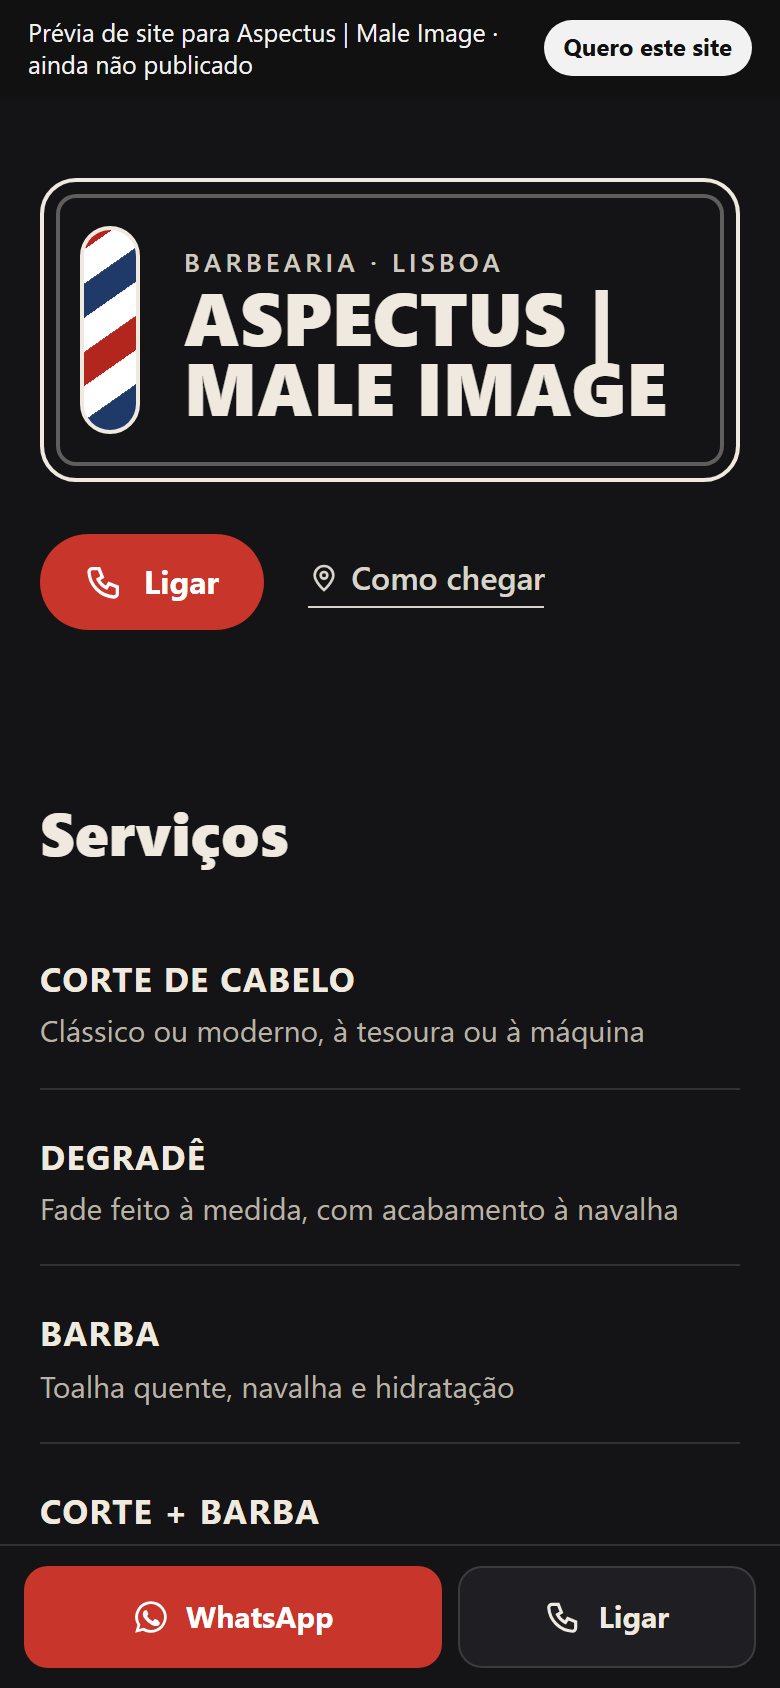 Prévia de site para Aspectus | Male Image ·
ainda não publicado
Quero este site
BARBEARIA · LISBOA
ASPECTUS |
MALE IMAGE
Ligar
Como chegar
Serviços
CORTE DE CABELO
Clássico ou moderno, à tesoura ou à máquina
DEGRADÊ
Fade feito à medida, com acabamento à navalha
BARBA
Toalha quente, navalha e hidratação
CORTE + BARBA
WhatsApp
Ligar